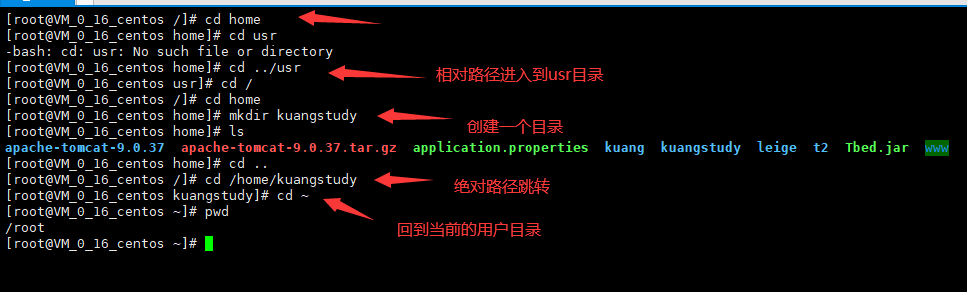 [root@VM_0_16_centos /]# cd home
[root@VM_0_16_centos home]# cd usr
-bash: cd: usr: No such file or directory
[root@VM_0_16_centos home]# cd ../usr
相对路径进入到usr目录
[root@VM_0_16_centos usr]# cd /
[root@VM_0_16_centos /]# cd home
[root@VM_0_16_centos home]# mkdir kuangstudy
创建一个目录
[root@VM_0_16_centos home]# ls
apache-tomcat-9.0.37  apache-tomcat-9.0.37.tar.gz  application.properties  kuang  kuangstudy  leige  t2  Tbed.jar  www
[root@VM_0_16_centos home]# cd ..
[root@VM_0_16_centos /]# cd /home/kuangstudy
绝对路径跳转
[root@VM_0_16_centos kuangstudy]# cd ~
[root@VM_0_16_centos ~]# pwd
回到当前的用户目录
/root
[root@VM_0_16_centos ~]#